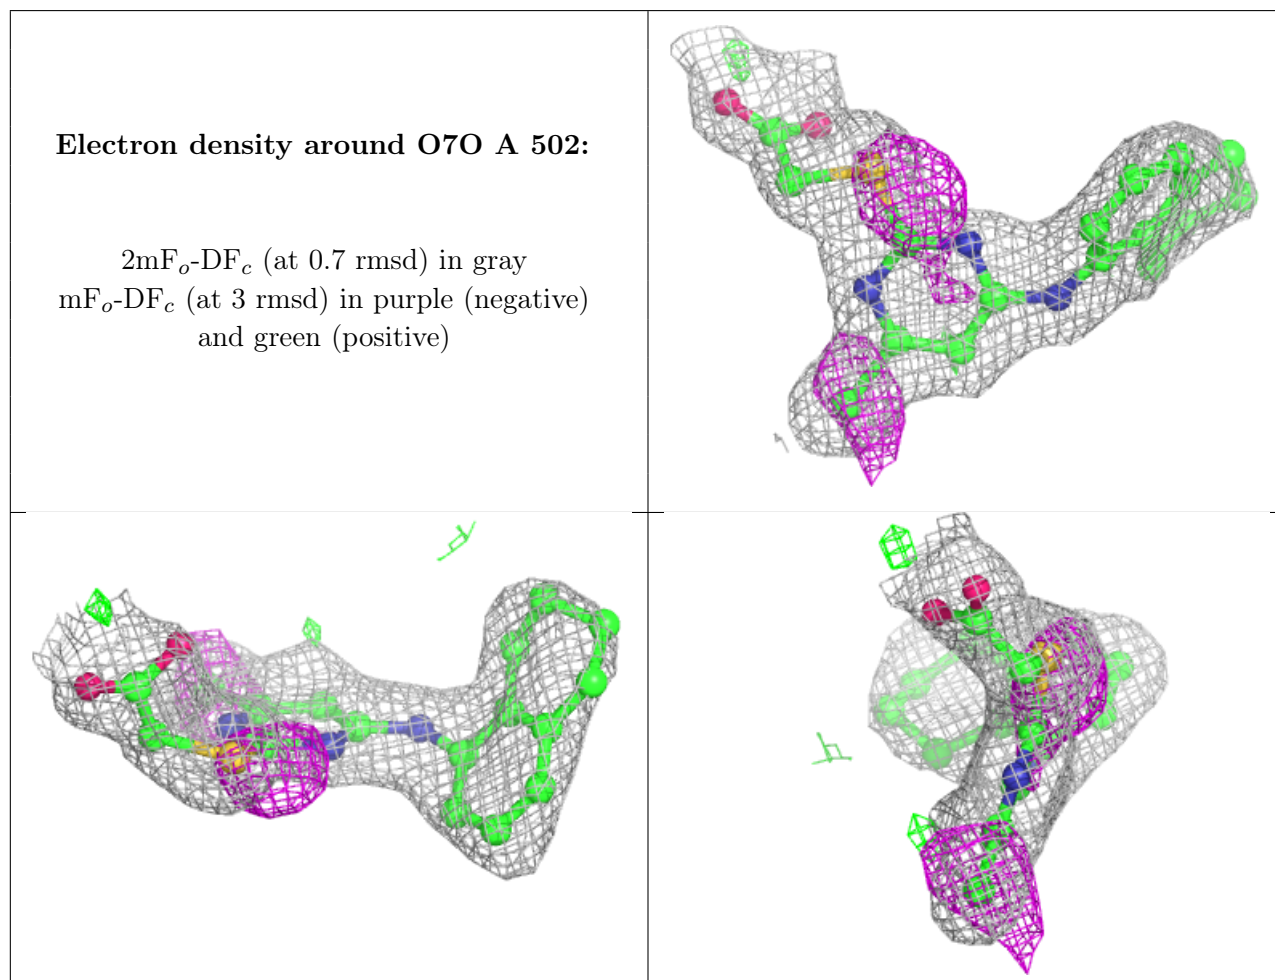 Electron density around O7O A 502:
2mFo-DFc (at 0.7 rmsd) in gray
mFo-DFc (at 3 rmsd) in purple (negative)
and green (positive)